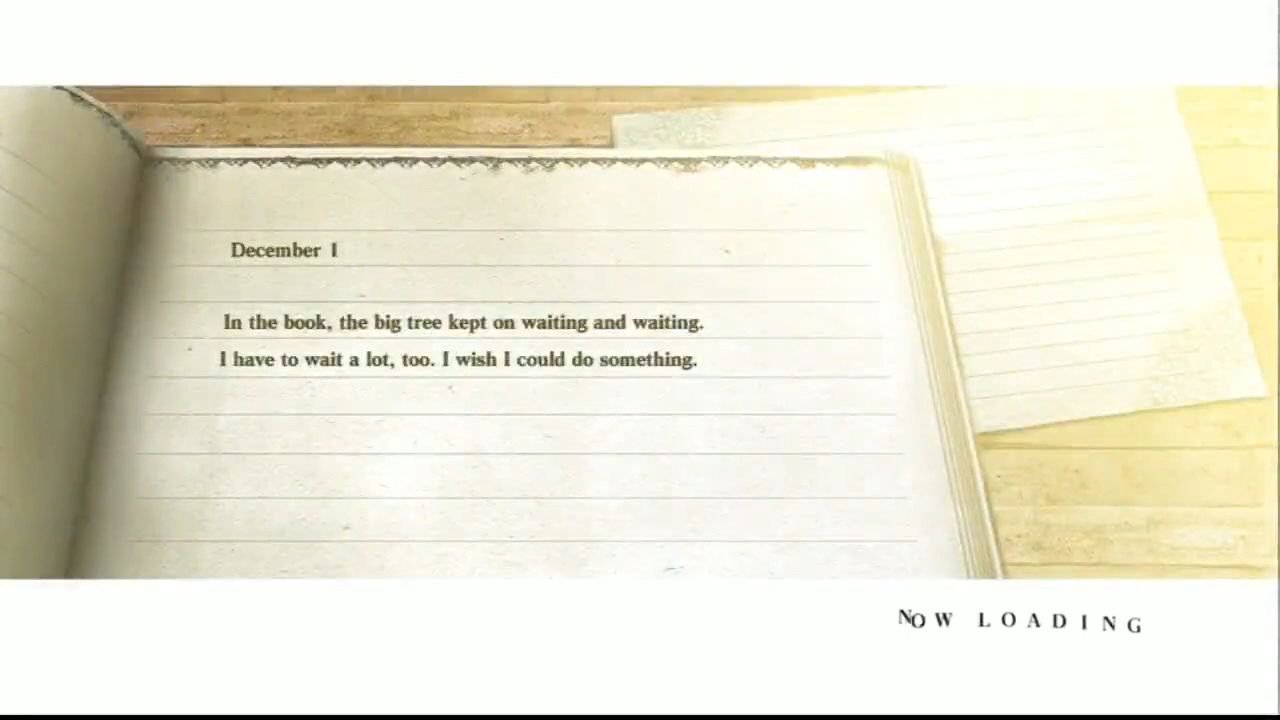 December 1
In the book, the big tree kept on waiting and waiting.
I have to wait a lot, too. I wish I could do something.
NOW LOADING